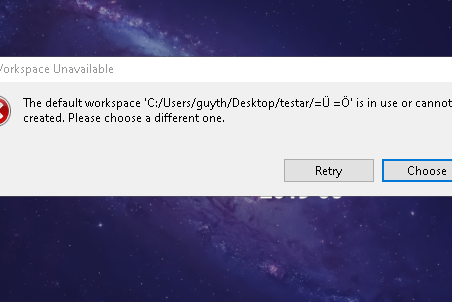 Workspace Unavailable
The default workspace 'C:/Users/guyth/Desktop/testar/=Ü =Ö' is in use or cannot
created. Please choose a different one.
Retry
Choose